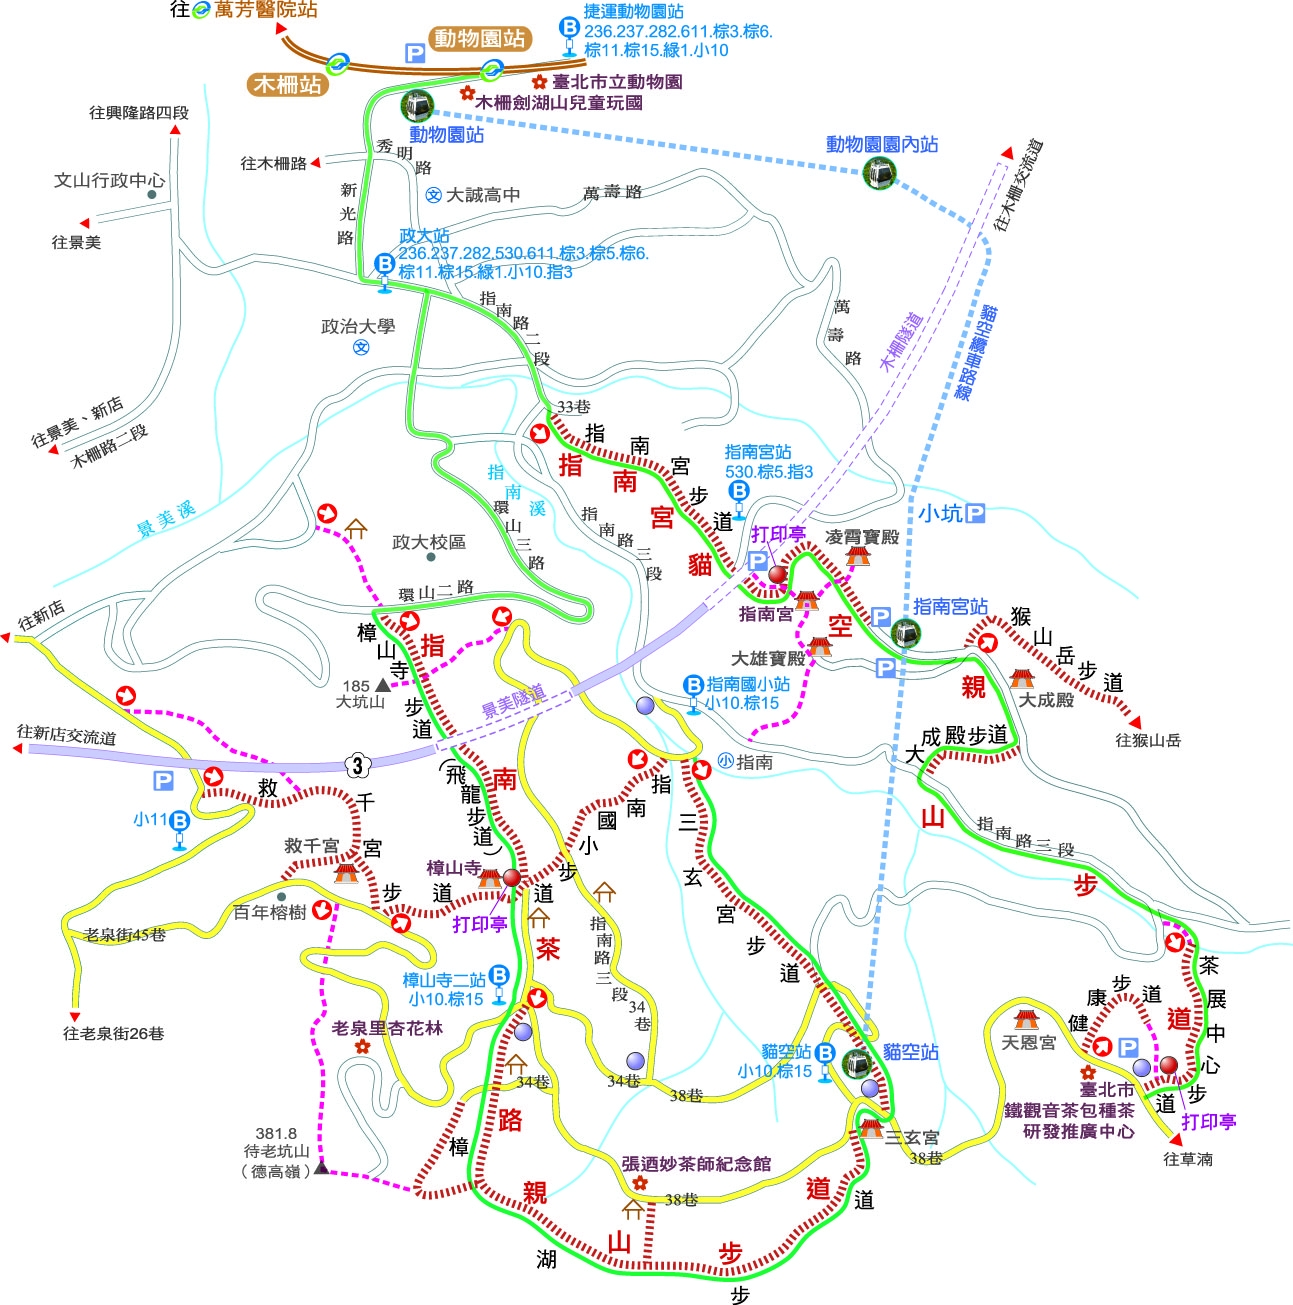 往 萬芳醫院站
動物園站
木柵站
捷運動物園站
236.237.282.611.棕3.棕6.
棕11.棕15.綠1.小10
臺北市立動物園
木柵劍湖山兒童玩國
動物園站
動物園園內站
往木柵交流道
往興隆路四段
往木柵路
秀明路
新光路
文山行政中心
往景美
大誠高中
萬壽路
政大站
236.237.282.530.611.棕3.棕5.棕6.
棕11.棕15.綠1.小10.指3
指南路二段
政治大學
萬壽路
木柵隧道
貓空纜車路線
往景美、新店
木柵路二段
33巷
指南宮步道
指南宮貓空親山步道
指南宮站
530.棕5.指3
小坑
景美溪
指南溪
環山三路
指南路三段
政大校區
打印亭
凌霄寶殿
環山二路
指南宮
指南宮站
猴山岳步道
往新店
樟山寺步道
(飛龍步道)
指南茶路親山步道
大雄寶殿
185
大坑山
大成殿
景美隧道
指南國小站
小10.棕15
往猴山岳
往新店交流道
3
大成殿步道
指南
小11
救千宮步道
指南國小步道
三玄宮步道
指南路三段
救千宮
樟山寺
打印亭
百年榕樹
老泉街45巷
指南路三段34巷
樟山寺二站
小10.棕15
茶展中心步道
健康步道
往老泉街26巷
老泉里杏花林
天恩宮
貓空站
小10.棕15
貓空站
34巷
34巷
38巷
臺北市
鐵觀音茶包種茶
研發推廣中心
打印亭
381.8
待老坑山
(德高嶺)
三玄宮
38巷
往草湳
張迺妙茶師紀念館
38巷
樟湖步道